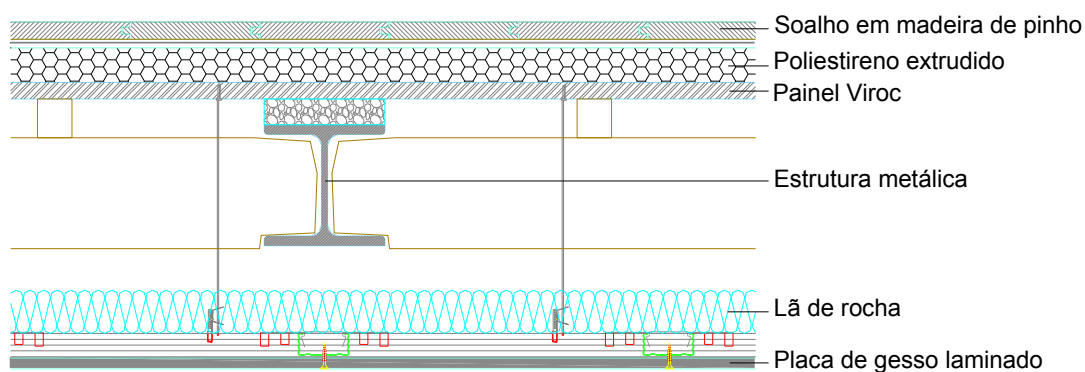 Soalho em madeira de pinho
Poliestireno extrudido
Painel Viroc
Estrutura metálica
Lã de rocha
Placa de gesso laminado